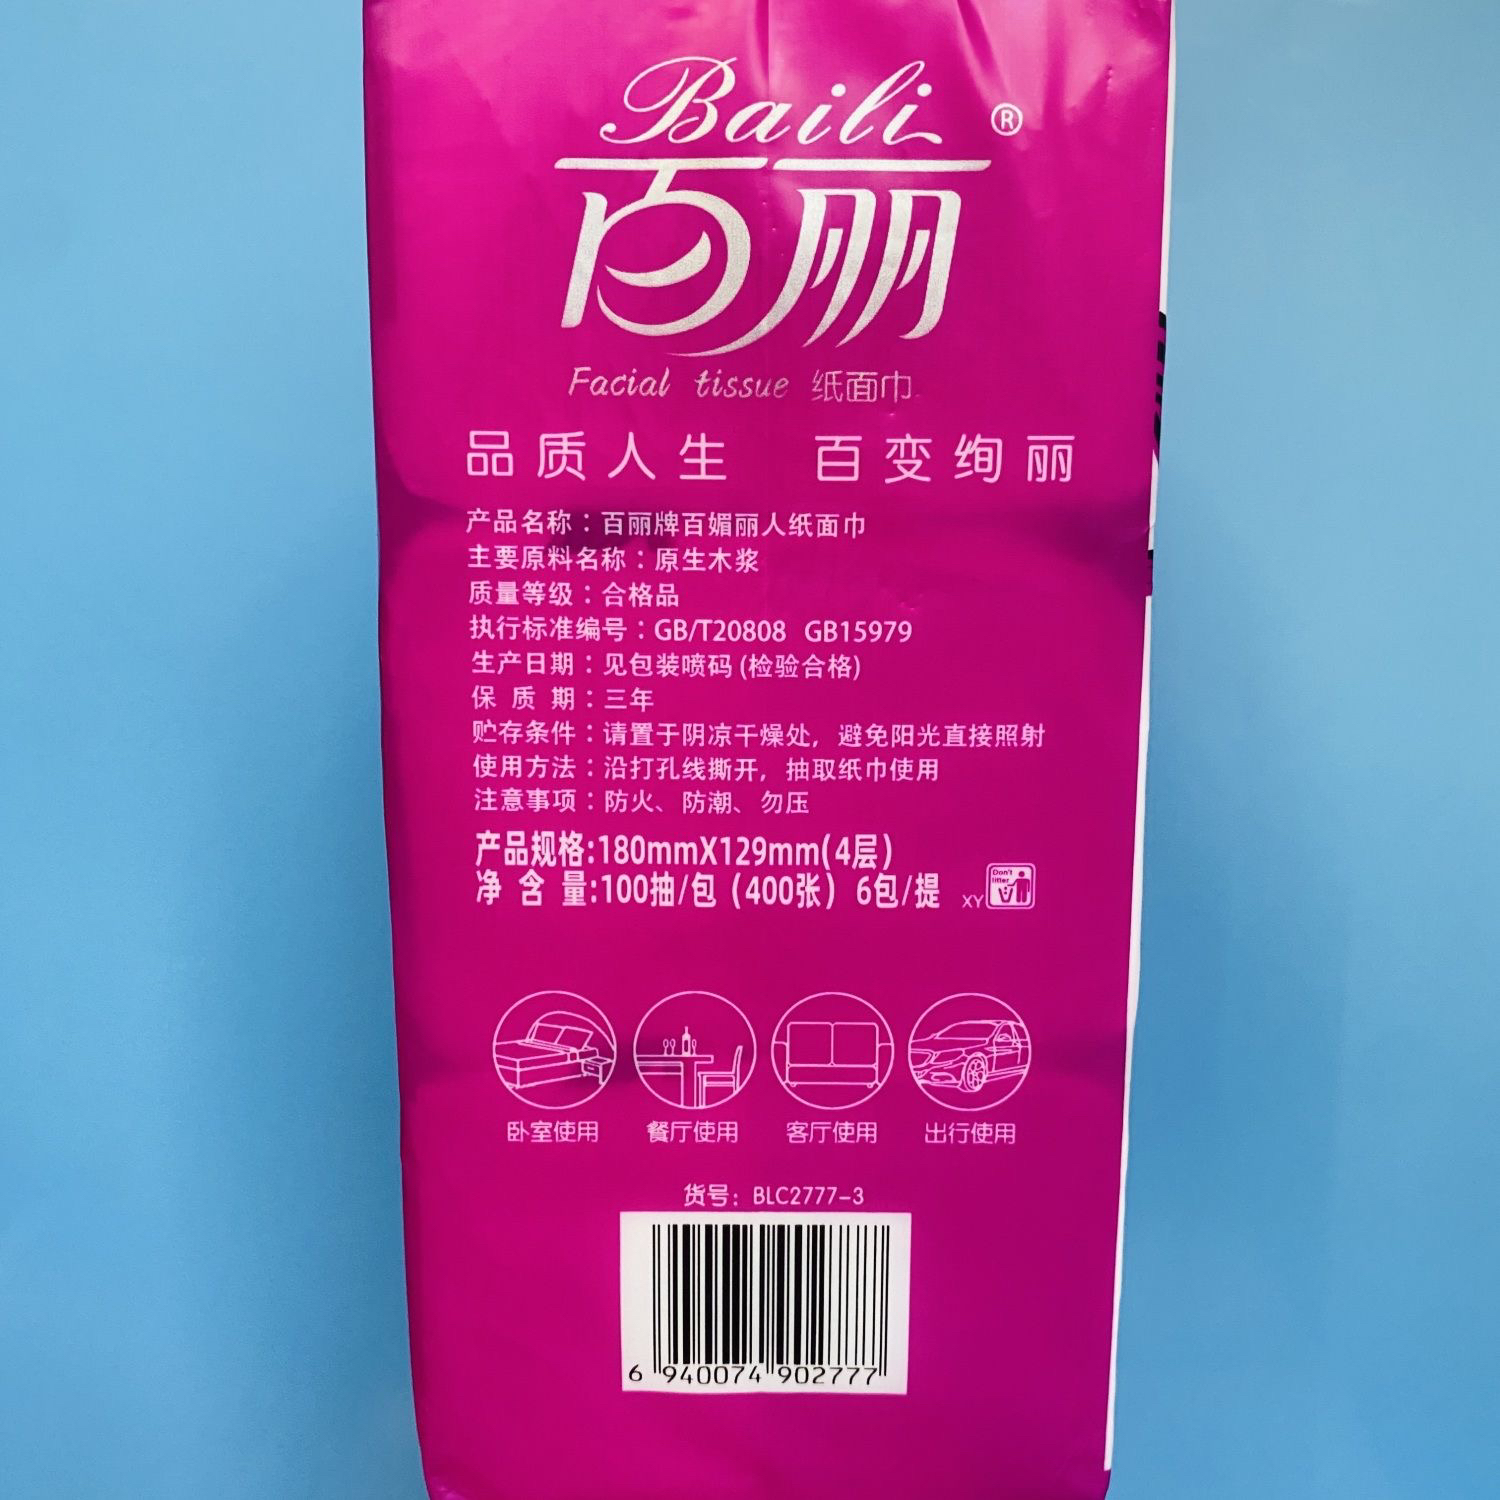 Baili ®
百丽
Facial tissue 纸面巾
品质人生 百变绚丽
产品名称：百丽牌百媚丽人纸面巾
主要原料名称：原生木浆
质量等级：合格品
执行标准编号：GB/T20808 GB15979
生产日期：见包装喷码(检验合格)
保质期：三年
贮存条件：请置于阴凉干燥处，避免阳光直接照射
使用方法：沿打孔线撕开，抽取纸巾使用
注意事项：防火、防潮、勿压
产品规格:180mmX129mm(4层)
净含量:100抽/包（400张）6包/提
XY Don't litter
卧室使用 餐厅使用 客厅使用 出行使用
货号：BLC2777-3
6 940074 902777